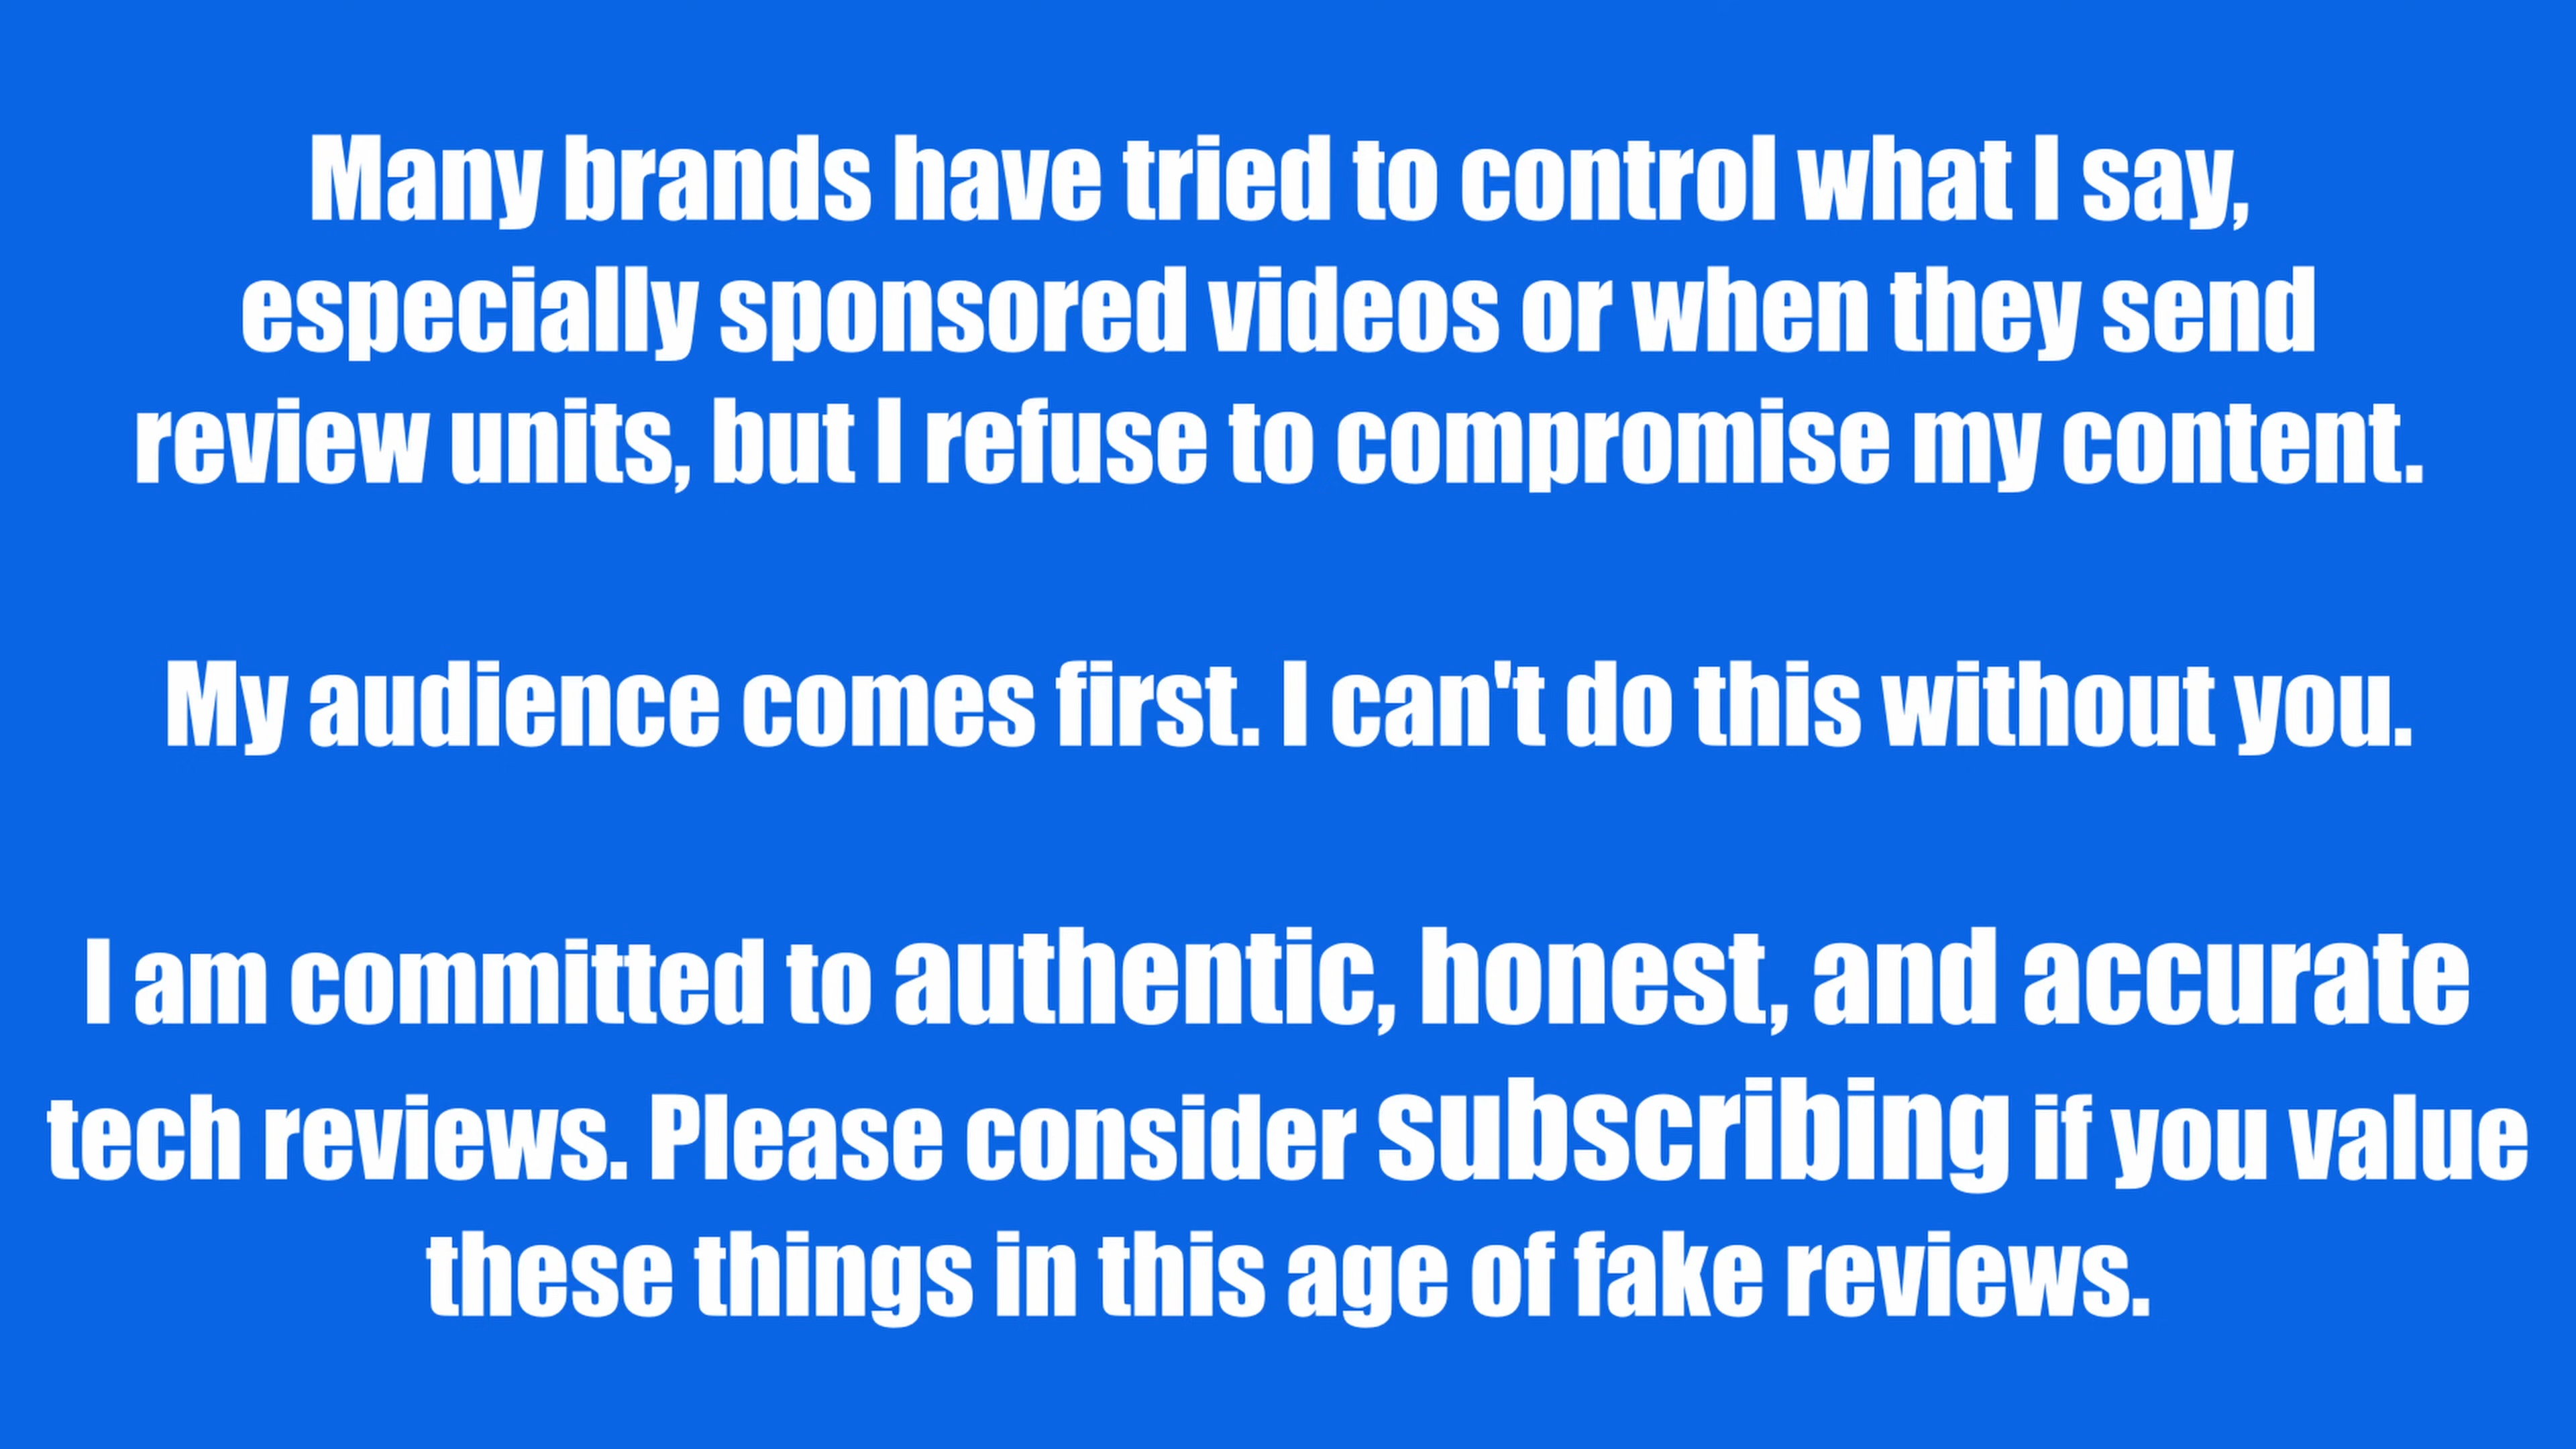 Many brands have tried to control what I say,
especially sponsored videos or when they send
review units, but I refuse to compromise my content.
My audience comes first. I can't do this without you.
I am committed to authentic, honest, and accurate
tech reviews. Please consider subscribing if you value
these things in this age of fake reviews.